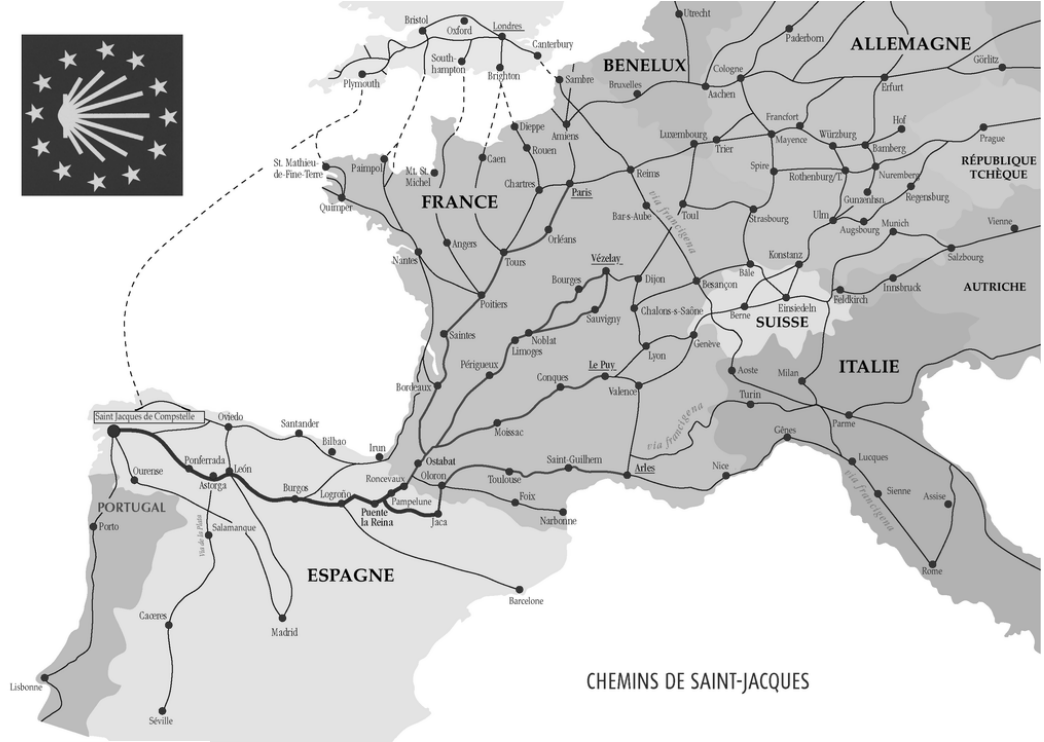 Utrecht
Bristol
Oxford
Londres
Paderborn
ALLEMAGNE
Canterbury
South-
hampton
BENELUX
Cologne
Görlitz
Plymouth
Brighton
Sambre
Bruxelles
Aachen
Erfurt
Dieppe
Amiens
Francfort
Hof
Luxembourg
Mayence
Würzburg
Prague
Rouen
Trier
Bamberg
St. Mathieu-
de-Fine-Terre
Paimpol
Mt. St.
Michel
Caen
Spire
RÉPUBLIQUE
TCHÈQUE
Reims
Rothenburg/T.
Nuremberg
Chartres
Paris
Gunzenhsn.
Regensburg
FRANCE
Quimper
via francigena
Bar-s-Aube
Toul
Strasbourg
Ulm
Augsbourg
Munich
Vienne
Orléans
Angers
Nantes
Tours
Vézelay
Bâle
Konstanz
Salzbourg
Bourges
Dijon
Besançon
Innsbruck
AUTRICHE
Poitiers
Sauvigny
Chalons-s-Saône
Berne
Einsiedeln
Feldkirch
SUISSE
Saintes
Noblat
Limoges
Lyon
Genève
Périgueux
Le Puy
Aoste
Milan
ITALIE
Bordeaux
Conques
Valence
Turin
Saint Jacques de Compstelle
Oviedo
Santander
Moissac
via francigena
Gênes
Parme
Bilbao
Irun
Ostabat
Saint-Guilhem
Arles
Nice
Lucques
Ourense
Ponferrada
León
Astorga
Roncevaux
Oloron
Toulouse
via francigena
Sienne
Assise
Burgos
Logroño
Pampelune
Foix
PORTUGAL
Puente
la Reina
Jaca
Narbonne
Porto
Via de la Plata
Salamanque
Rome
ESPAGNE
Barcelone
Caceres
Madrid
Lisbonne
CHEMINS DE SAINT-JACQUES
Séville